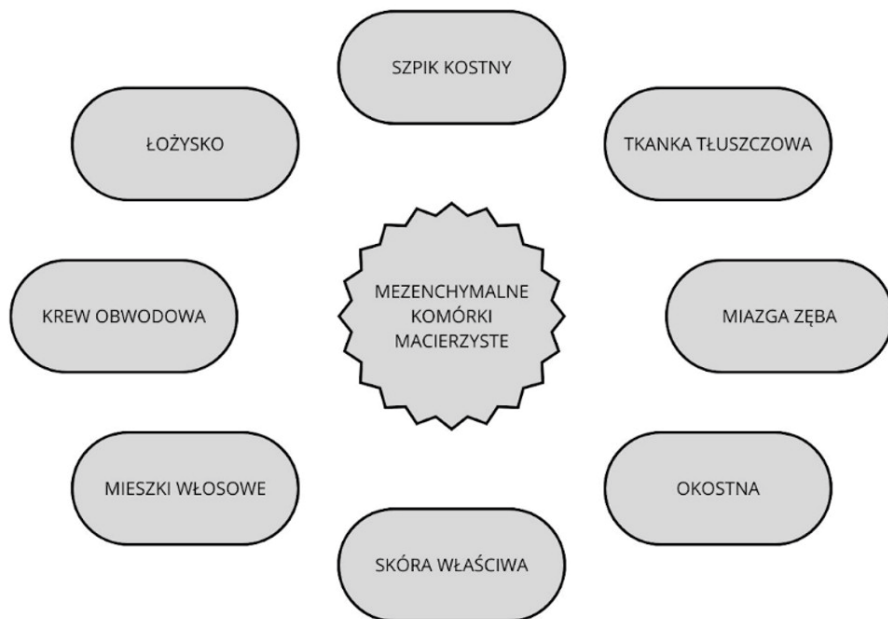 SZPIK KOSTNY
ŁOŻYSKO
TKANKA TŁUSZCZOWA
MEZENCHYMALNE
KOMÓRKI
MACIERZYSTE
KREW OBWODOWA
MIAZGA ZĘBA
MIESZKI WŁOSOWE
OKOSTNA
SKÓRA WŁAŚCIWA